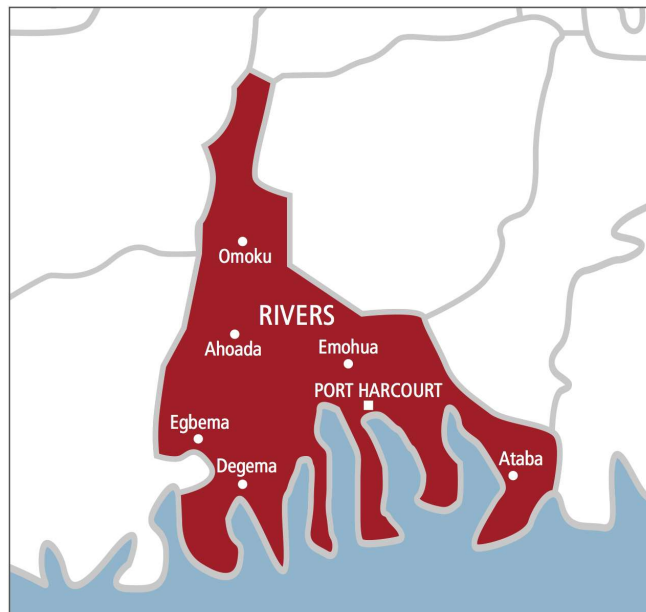 Omoku
RIVERS
Ahoada
Emohua
PORT HARCOURT
Egbema
Degema
Ataba